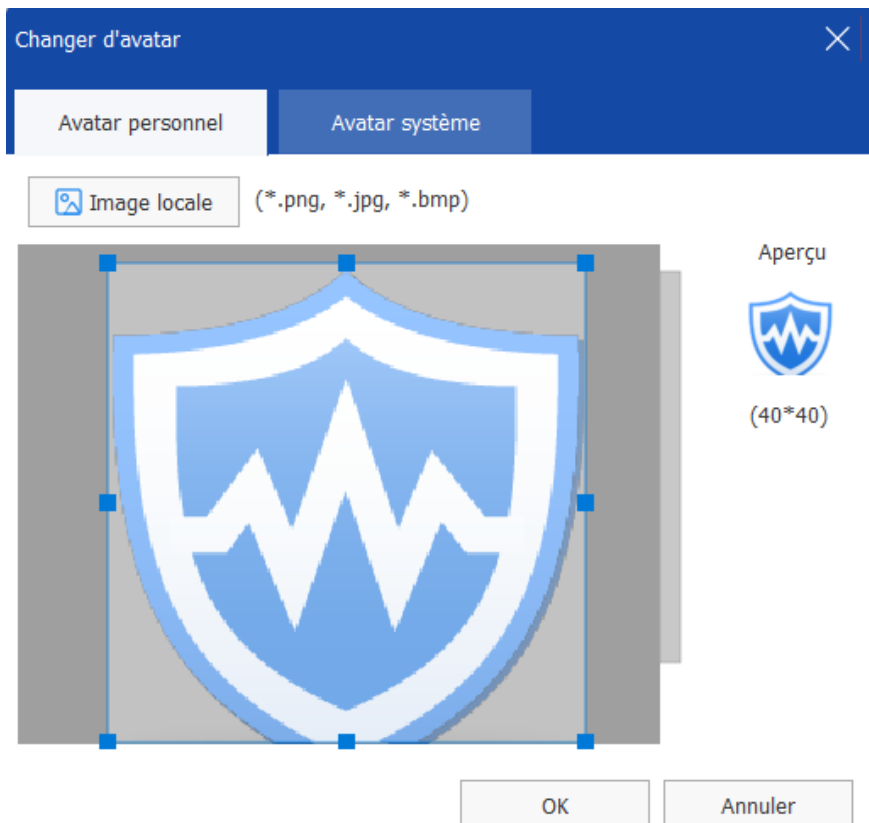 Changer d'avatar
Avatar personnel
Avatar système
Image locale (*.png, *.jpg, *.bmp)
Aperçu
(40*40)
OK
Annuler